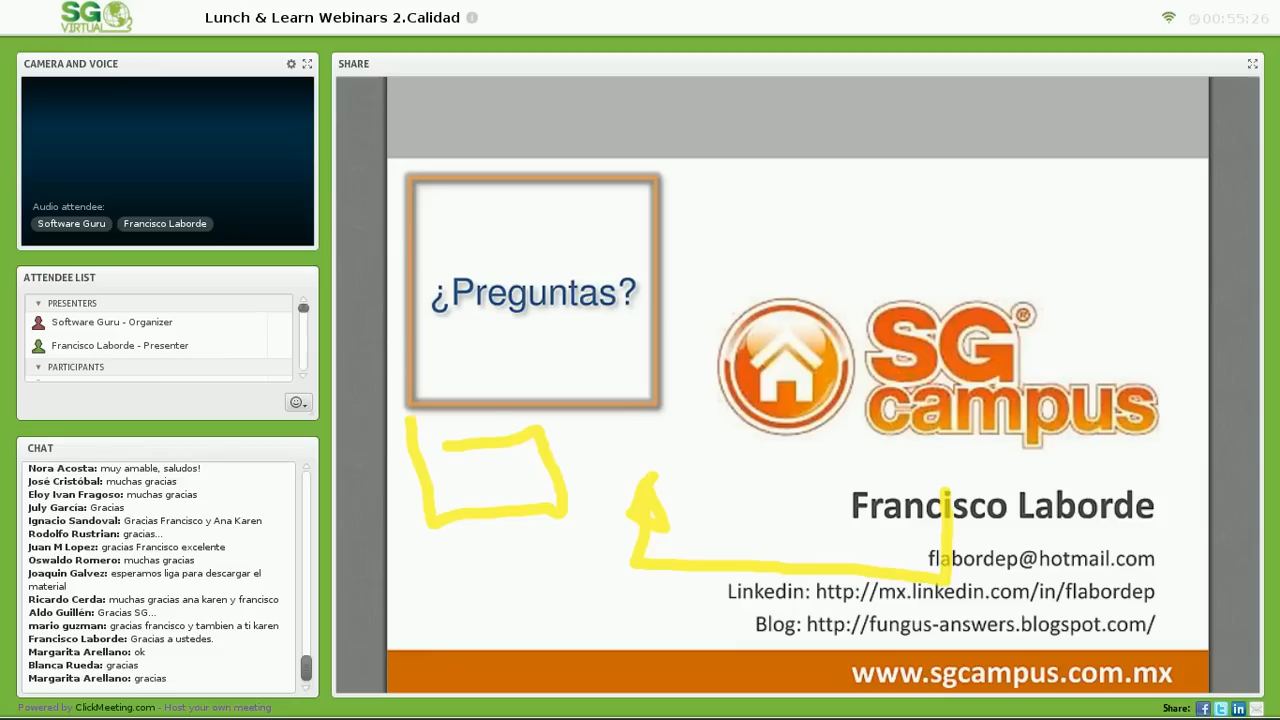 SG
VIRTUAL
Lunch & Learn Webinars 2.Calidad
00:55:26
CAMERA AND VOICE
Audio attendee:
Software Guru
Francisco Laborde
ATTENDEE LIST
PRESENTERS
Software Guru - Organizer
Francisco Laborde - Presenter
PARTICIPANTS
CHAT
Nora Acosta: muy amable, saludos!
José Cristóbal: muchas gracias
Eloy Ivan Fragoso: muchas gracias
July García: Gracias
Ignacio Sandoval: Gracias Francisco y Ana Karen
Rodolfo Rustrian: gracias...
Juan M Lopez: gracias Francisco excelente
Oswaldo Romero: muchas gracias
Joaquin Galvez: esperamos liga para descargar el
material
Ricardo Cerda: muchas gracias ana karen y francisco
Aldo Guillén: Gracias SG...
mario guzman: gracias francisco y tambien a ti karen
Francisco Laborde: Gracias a ustedes.
Margarita Arellano: ok
Blanca Rueda: gracias
Margarita Arellano: gracias
SHARE
¿Preguntas?
SG®
campus
Francisco Laborde
flabordep@hotmail.com
Linkedin: http://mx.linkedin.com/in/flabordep
Blog: http://fungus-answers.blogspot.com/
www.sgcampus.com.mx
Powered by ClickMeeting.com - Host your own meeting
Share: